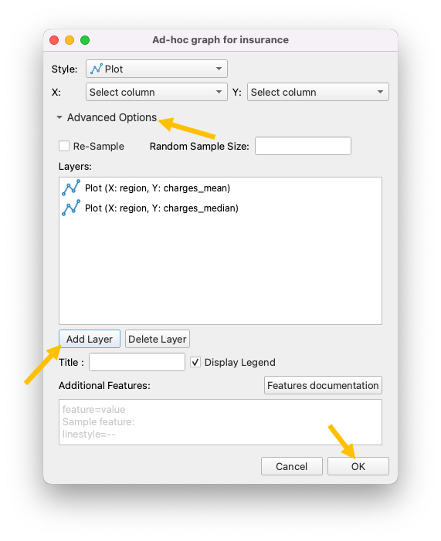 Ad-hoc graph for insurance
Style: Plot
X: Select column Y: Select column
Advanced Options
Re-Sample Random Sample Size:
Layers:
Plot (X: region, Y: charges_mean)
Plot (X: region, Y: charges_median)
Add Layer Delete Layer
Title : Display Legend
Additional Features: Features documentation
feature=value
Sample feature:
linestyle=--
Cancel OK